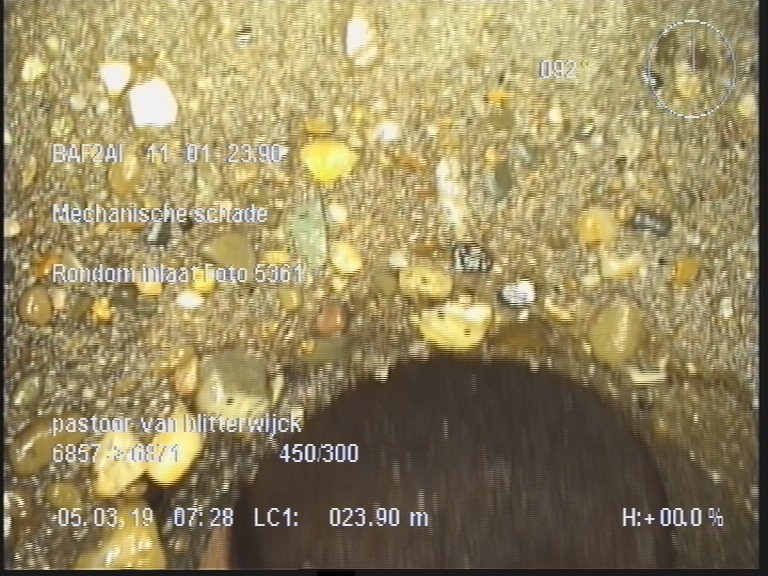 092°
BAF2AI 11 01 23.90
Mechanische schade
Rondom inlaat Foto 5361
pastoor van blitterwijck
6857 > 6871 450/300
05.03.19 07:28 LC1: 023.90 m H:+00.0 %